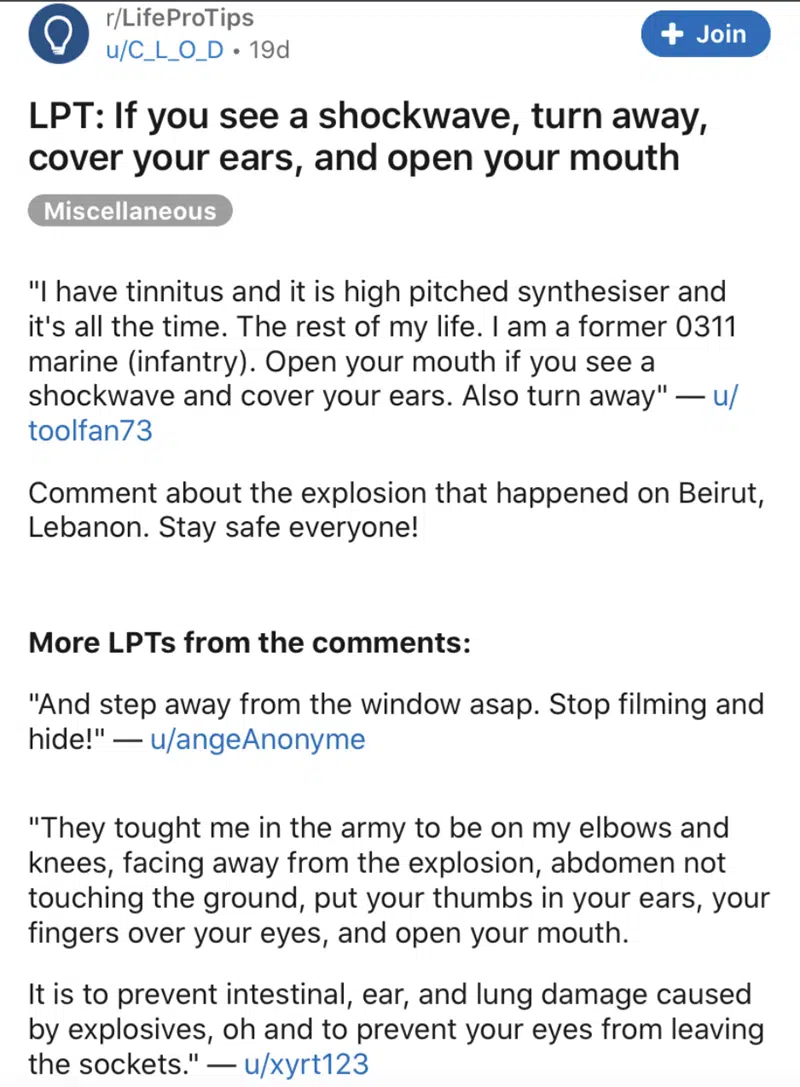 r/LifeProTips
u/C_L_O_D • 19d
+ Join
LPT: If you see a shockwave, turn away,
cover your ears, and open your mouth
Miscellaneous
"I have tinnitus and it is high pitched synthesiser and
it's all the time. The rest of my life. I am a former 0311
marine (infantry). Open your mouth if you see a
shockwave and cover your ears. Also turn away" — u/
toolfan73
Comment about the explosion that happened on Beirut,
Lebanon. Stay safe everyone!
More LPTs from the comments:
"And step away from the window asap. Stop filming and
hide!" — u/angeAnonyme
"They tought me in the army to be on my elbows and
knees, facing away from the explosion, abdomen not
touching the ground, put your thumbs in your ears, your
fingers over your eyes, and open your mouth.
It is to prevent intestinal, ear, and lung damage caused
by explosives, oh and to prevent your eyes from leaving
the sockets." — u/xyrt123